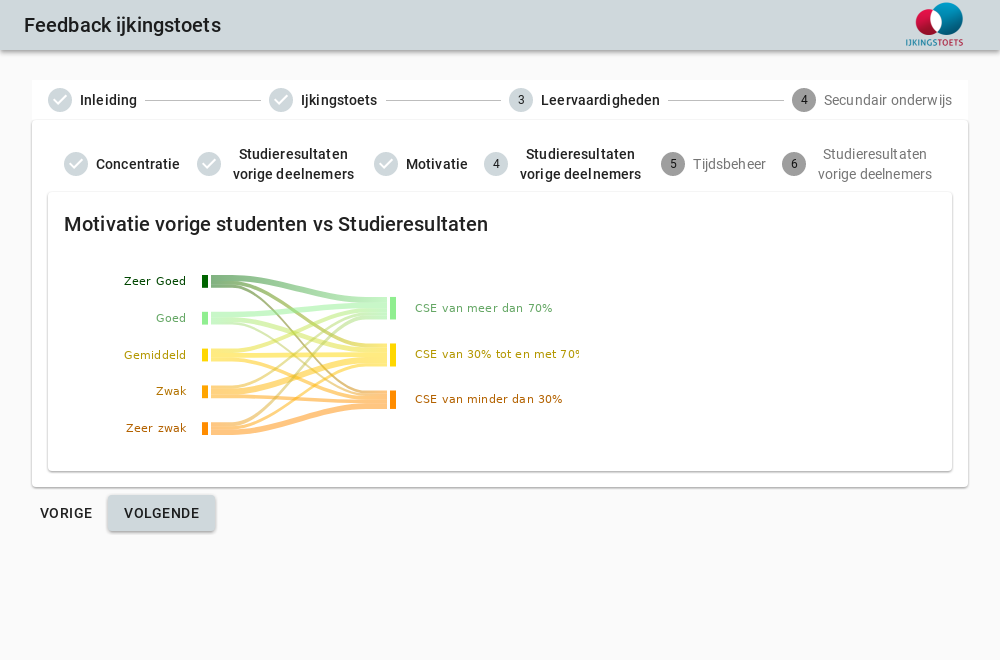 Feedback ijkingstoets
IJKINGSTOETS
Inleiding
Ijkingstoets
3 Leervaardigheden
4 Secundair onderwijs
Concentratie
Studieresultaten
vorige deelnemers
Motivatie
4 Studieresultaten
vorige deelnemers
5 Tijdsbeheer
6 Studieresultaten
vorige deelnemers
Motivatie vorige studenten vs Studieresultaten
Zeer Goed
Goed
Gemiddeld
Zwak
Zeer zwak
CSE van meer dan 70%
CSE van 30% tot en met 70%
CSE van minder dan 30%
VORIGE
VOLGENDE